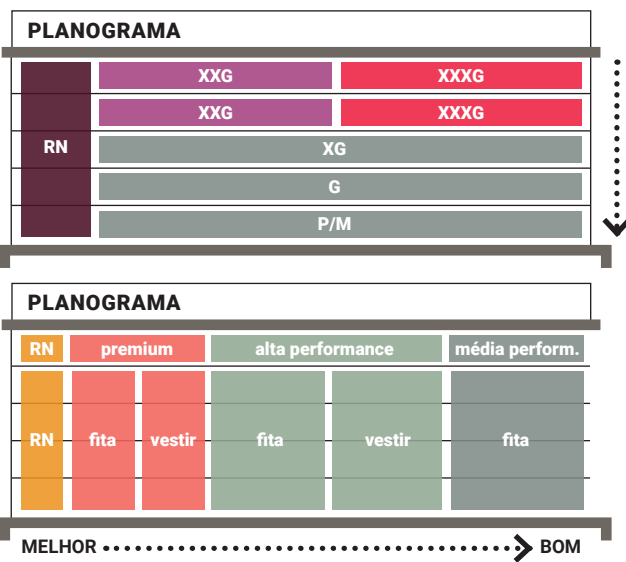 PLANOGRAMA
XXG XXXG
XXG XXXG
RN XG
G
P/M
PLANOGRAMA
RN premium alta performance média perform.
RN fita vestir fita vestir fita
MELHOR BOM